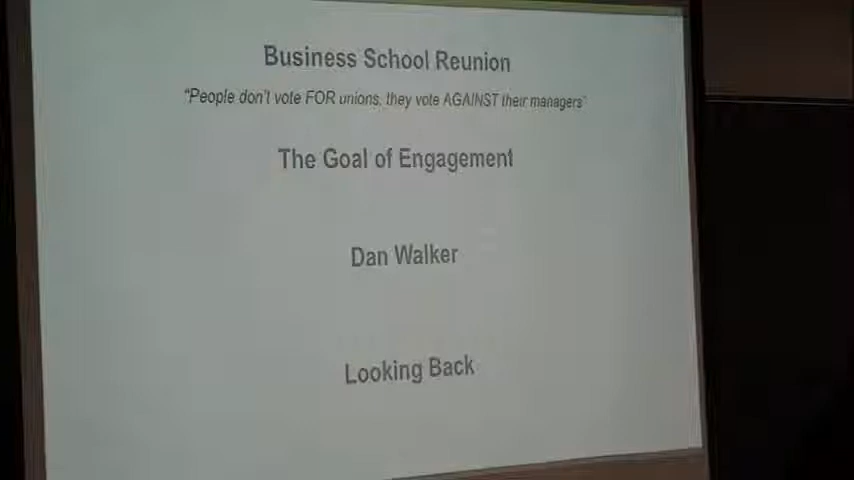 Business School Reunion
"People don't vote FOR unions, they vote AGAINST their managers"
The Goal of Engagement
Dan Walker
Looking Back